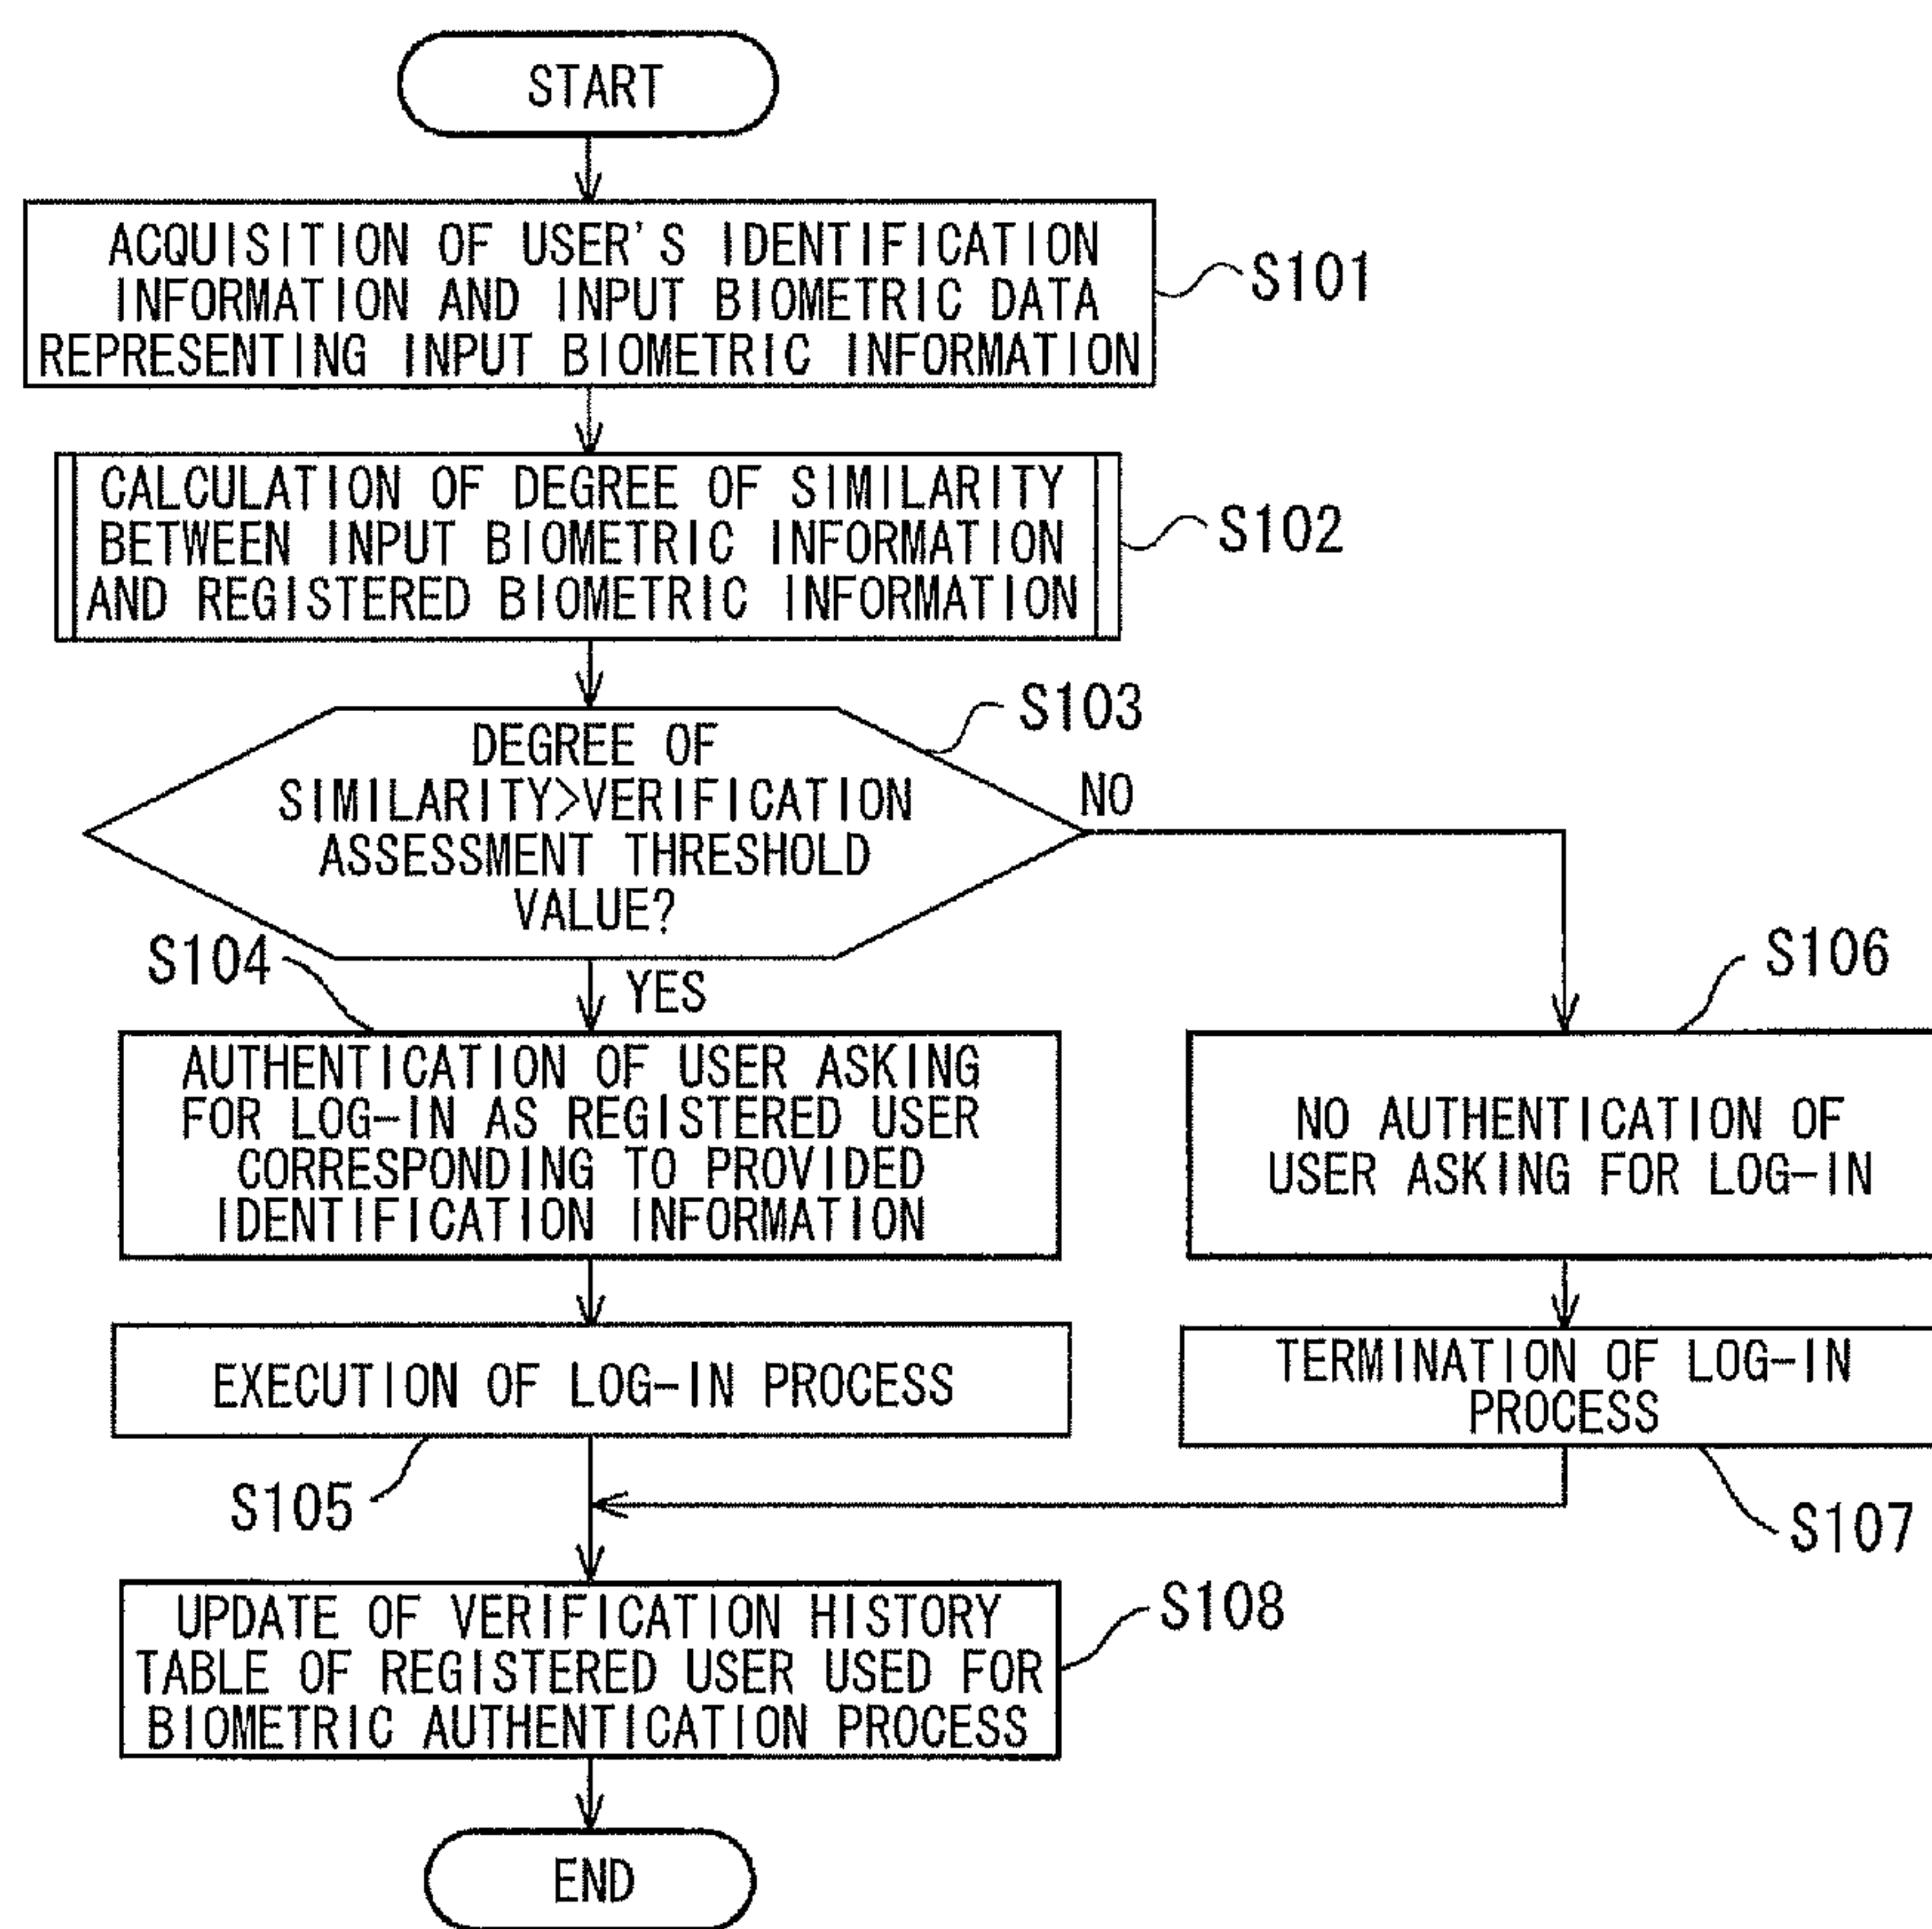 START
ACQUISITION OF USER'S IDENTIFICATION
INFORMATION AND INPUT BIOMETRIC DATA
REPRESENTING INPUT BIOMETRIC INFORMATION
S101
CALCULATION OF DEGREE OF SIMILARITY
BETWEEN INPUT BIOMETRIC INFORMATION
AND REGISTERED BIOMETRIC INFORMATION
S102
S103
DEGREE OF
SIMILARITY>VERIFICATION
ASSESSMENT THRESHOLD
VALUE?
NO
YES
S104
AUTHENTICATION OF USER ASKING
FOR LOG-IN AS REGISTERED USER
CORRESPONDING TO PROVIDED
IDENTIFICATION INFORMATION
S106
NO AUTHENTICATION OF
USER ASKING FOR LOG-IN
EXECUTION OF LOG-IN PROCESS
S105
TERMINATION OF LOG-IN
PROCESS
S107
UPDATE OF VERIFICATION HISTORY
TABLE OF REGISTERED USER USED FOR
BIOMETRIC AUTHENTICATION PROCESS
S108
END